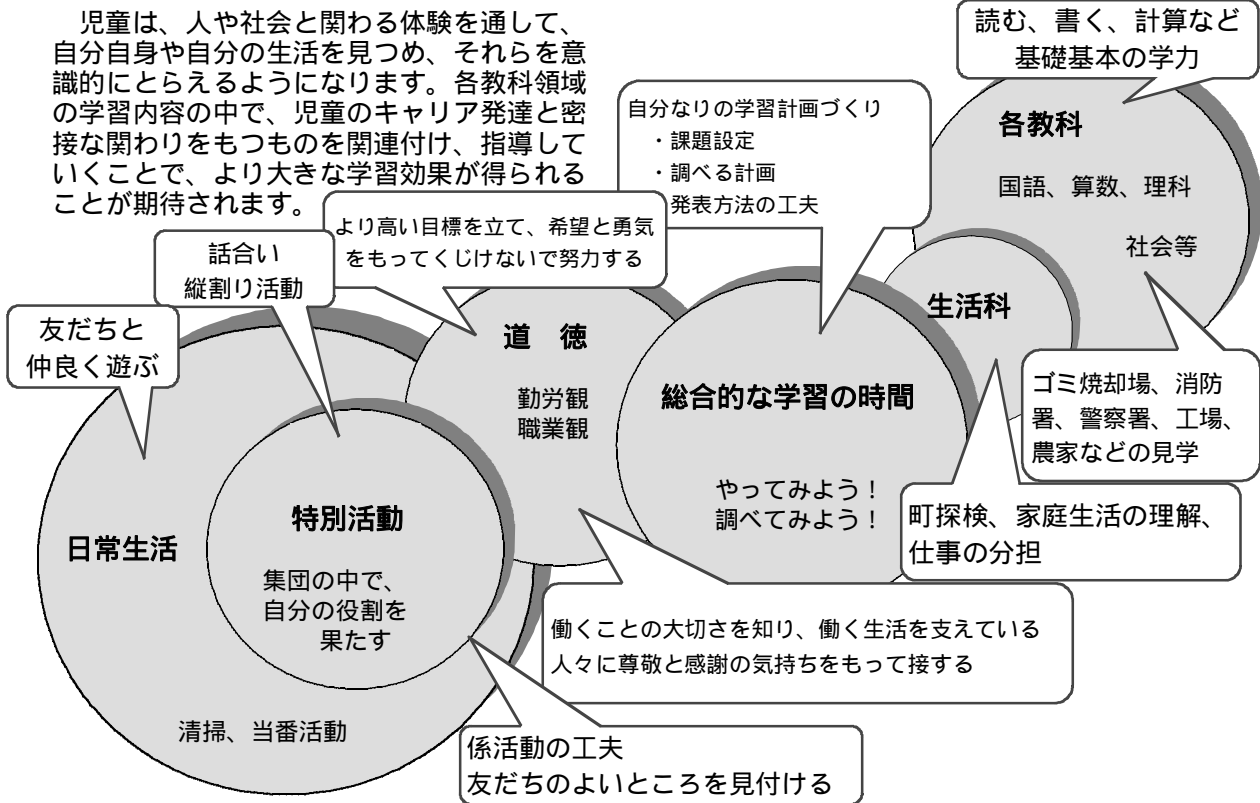 児童は、人や社会と関わる体験を通して、
自分自身や自分の生活を見つめ、それらを意
識的にとらえるようになります。各教科領域
の学習内容の中で、児童のキャリア発達と密
接な関わりをもつものを関連付け、指導して
いくことで、より大きな学習効果が得られる
ことが期待されます。
読む、書く、計算など
基礎基本の学力
各教科
国語、算数、理科
社会等
自分なりの学習計画づくり
・課題設定
・調べる計画
発表方法の工夫
より高い目標を立て、希望と勇気
をもってくじけないで努力する
話合い
縦割り活動
友だちと
仲良く遊ぶ
道　徳
勤労観
職業観
総合的な学習の時間
やってみよう！
調べてみよう！
生活科
ゴミ焼却場、消防
署、警察署、工場、
農家などの見学
町探検、家庭生活の理解、
仕事の分担
日常生活
特別活動
集団の中で、
自分の役割を
果たす
清掃、当番活動
働くことの大切さを知り、働く生活を支えている
人々に尊敬と感謝の気持ちをもって接する
係活動の工夫
友だちのよいところを見付ける